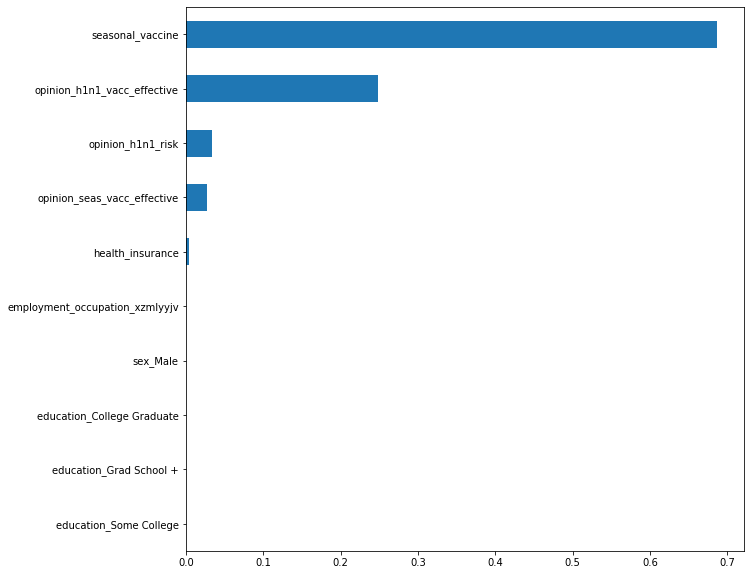 seasonal_vaccine
opinion_h1n1_vacc_effective
opinion_h1n1_risk
opinion_seas_vacc_effective
health_insurance
employment_occupation_xzmlyyjv
sex_Male
education_College Graduate
education_Grad School +
education_Some College
0.0 0.1 0.2 0.3 0.4 0.5 0.6 0.7